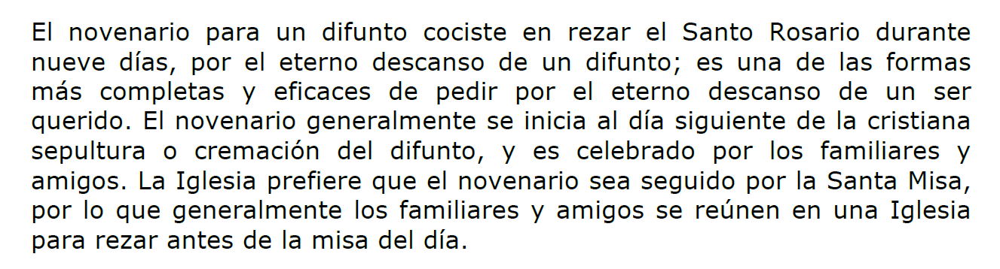 El novenario para un difunto cociste en rezar el Santo Rosario durante
nueve días, por el eterno descanso de un difunto; es una de las formas
más completas y eficaces de pedir por el eterno descanso de un ser
querido. El novenario generalmente se inicia al día siguiente de la cristiana
sepultura o cremación del difunto, y es celebrado por los familiares y
amigos. La Iglesia prefiere que el novenario sea seguido por la Santa Misa,
por lo que generalmente los familiares y amigos se reúnen en una Iglesia
para rezar antes de la misa del día.